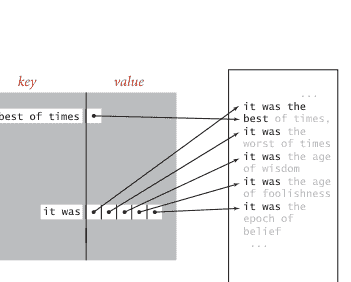 key value
...
it was the
best of times best of times,
it was the
worst of times
it was the age
of wisdom
it was the age
of foolishness
it was it was the
epoch of
belief
...